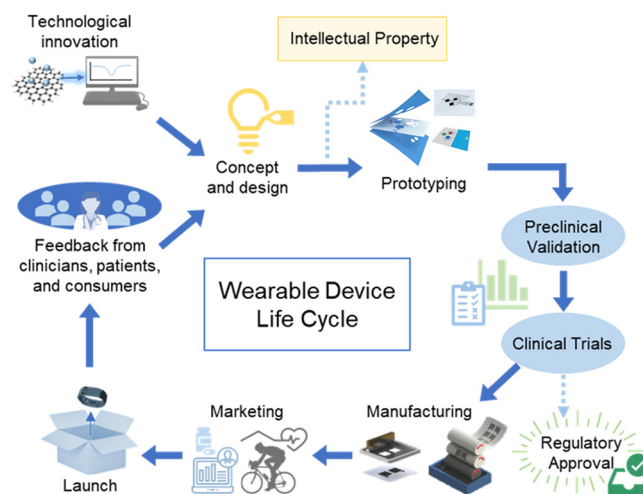 Technological
innovation
Intellectual Property
Concept
and design
Prototyping
Feedback from
clinicians, patients,
and consumers
Preclinical
Validation
Wearable Device
Life Cycle
Clinical Trials
Marketing
Manufacturing
Regulatory
Approval
Launch